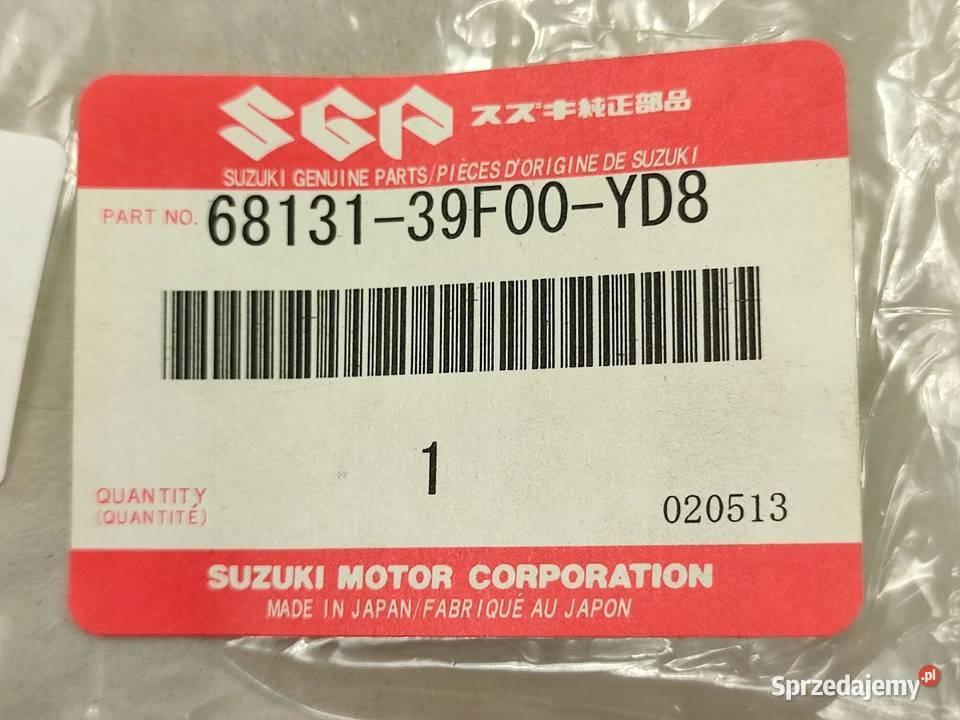 SGP スズキ純正部品
SUZUKI GENUINE PARTS/PIÈCES D'ORIGINE DE SUZUKI
PART NO. 68131-39F00-YD8
1
QUANTITY
(QUANTITÉ)
020513
SUZUKI MOTOR CORPORATION
MADE IN JAPAN/FABRIQUÉ AU JAPON
Sprzedajemy.pl